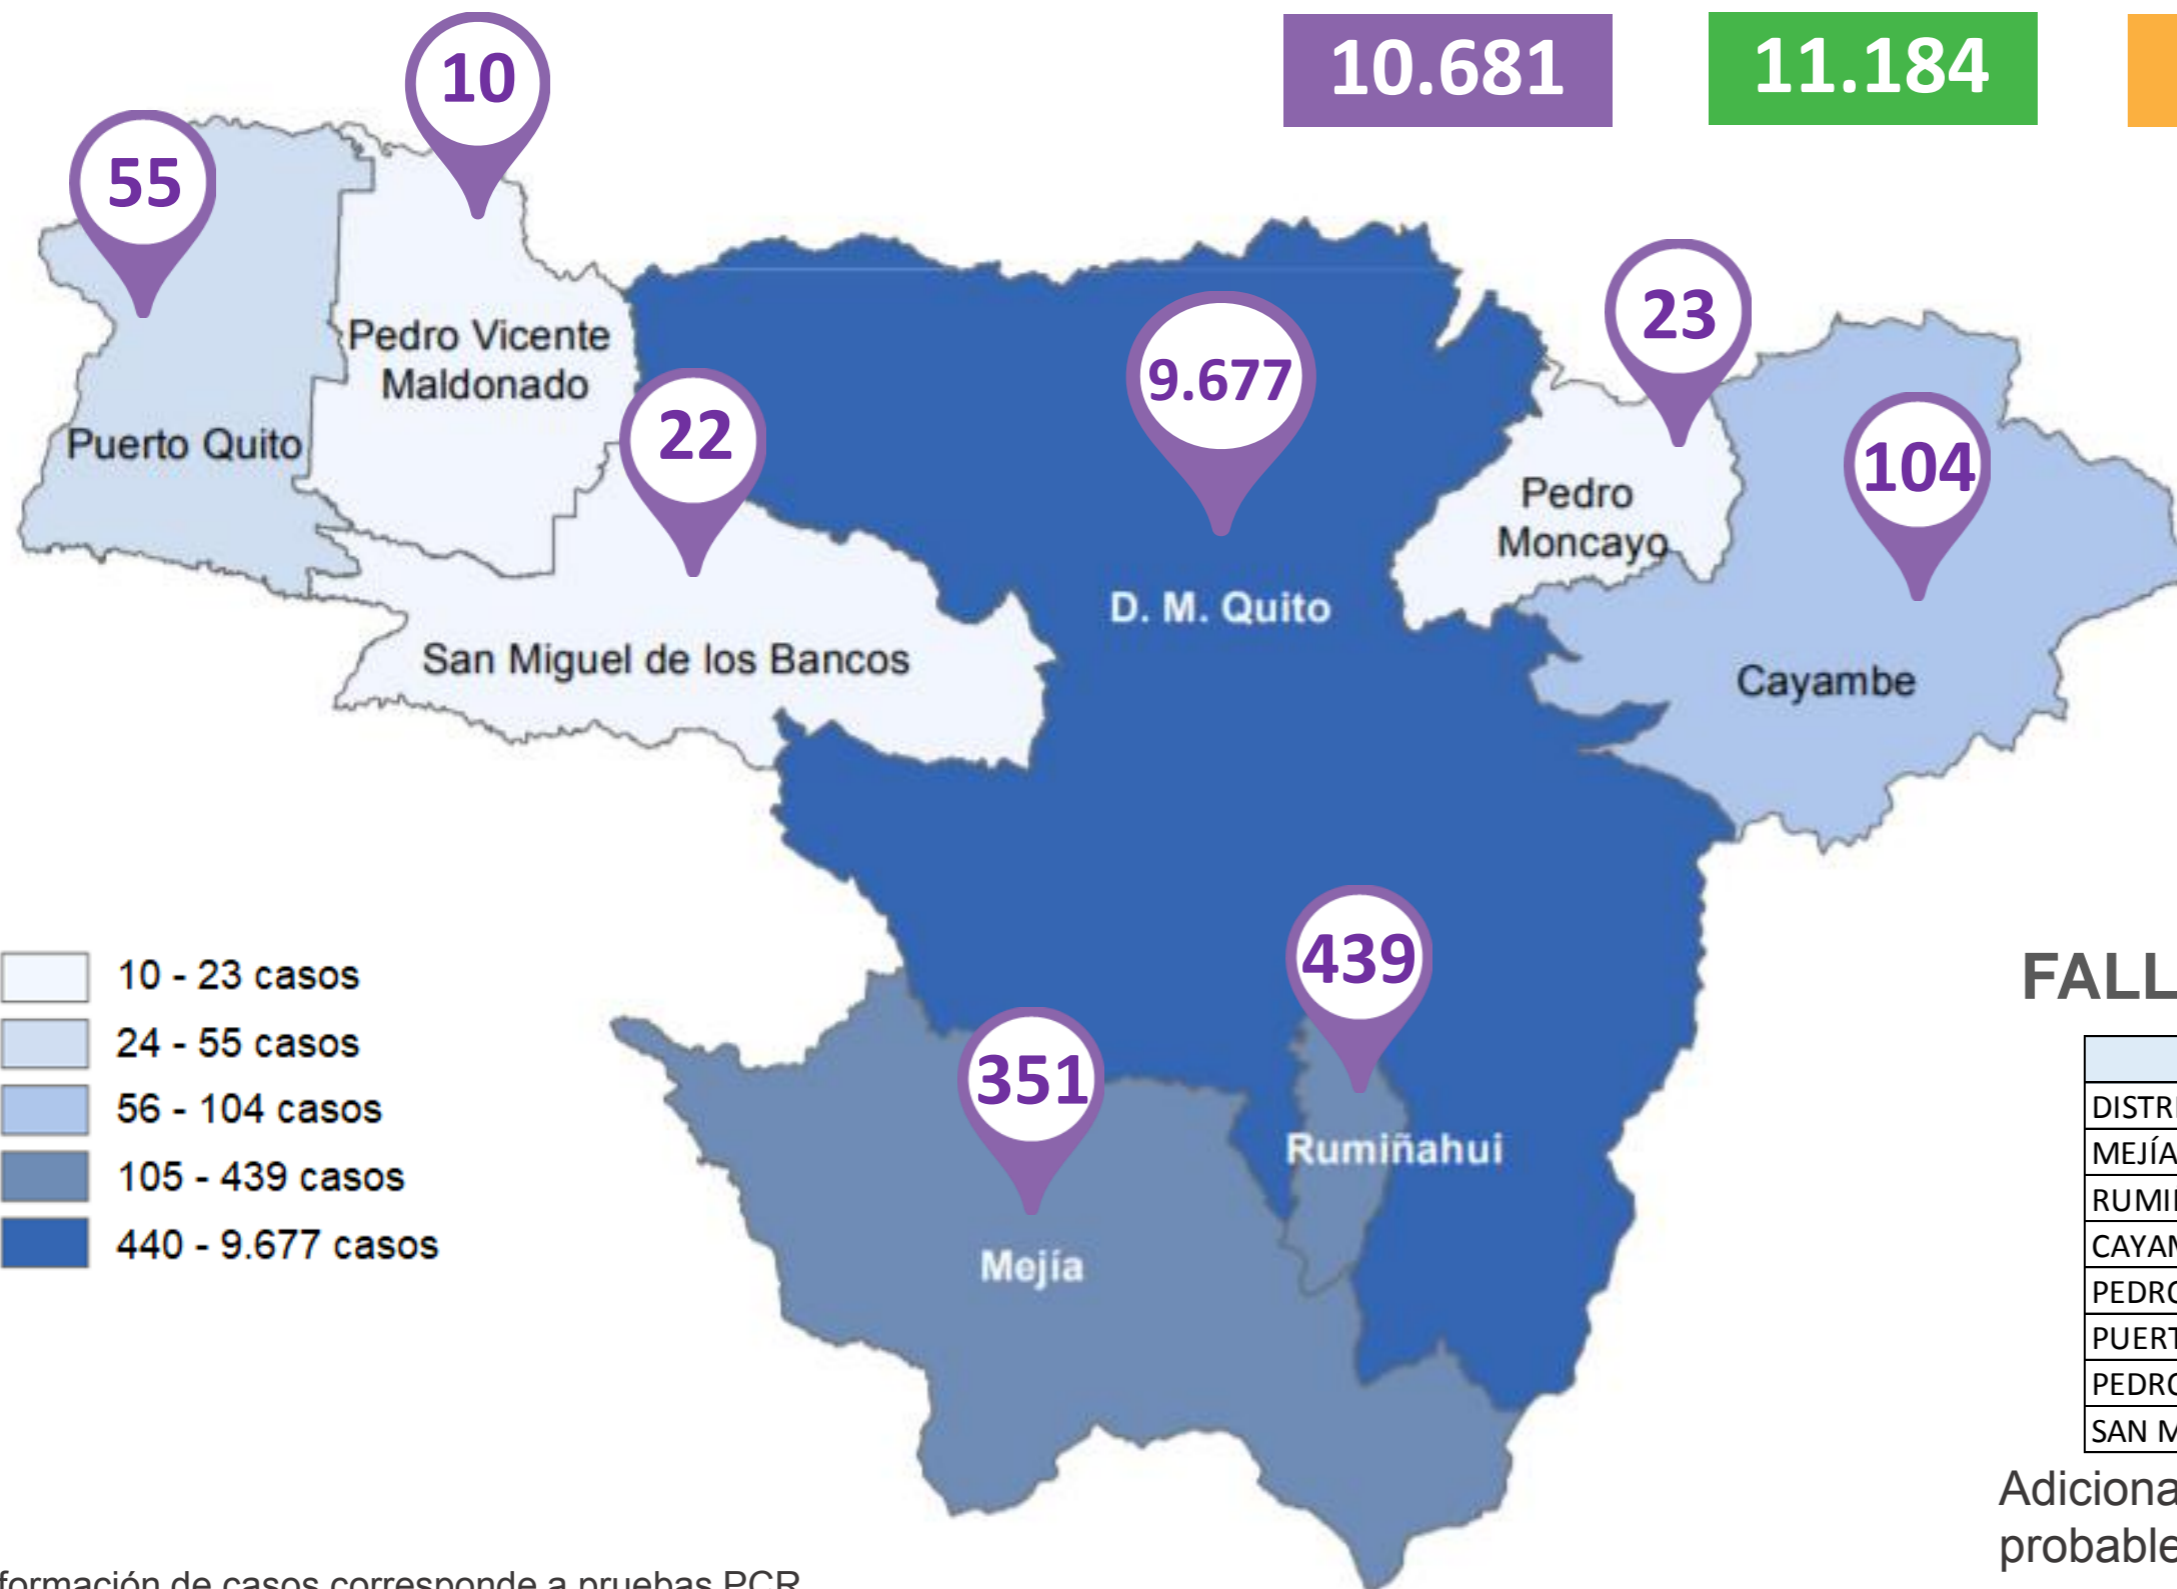 10.681
11.184
10
55
Pedro Vicente
Maldonado
Puerto Quito
22
9.677
23
104
Pedro
Moncayo
D. M. Quito
San Miguel de los Bancos
Cayambe
439
351
Rumiñahui
Mejía
10 - 23 casos
24 - 55 casos
56 - 104 casos
105 - 439 casos
440 - 9.677 casos
FALL
DISTR
MEJÍA
RUMI
CAYAM
PEDRO
PUERT
PEDRO
SAN M
Adiciona
probable
formación de casos corresponde a pruebas PCR